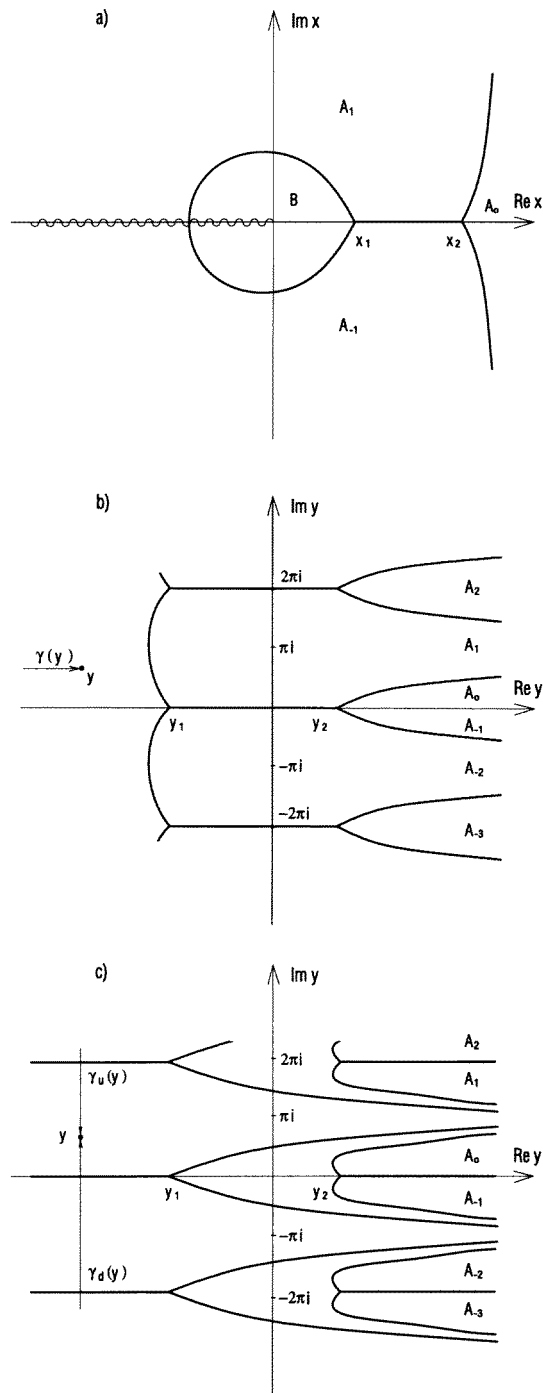 a)
Im x
A₁
B
A₀
Re x
x₁
x₂
A₋₁
b)
Im y
2πi
A₂
γ(y)
πi
A₁
y
A₀
Re y
y₁
y₂
A₋₁
-πi
A₋₂
-2πi
A₋₃
c)
Im y
A₂
2πi
γᵤ(y)
A₁
πi
y
A₀
Re y
y₁
y₂
A₋₁
-πi
γ_d(y)
A₋₂
-2πi
A₋₃